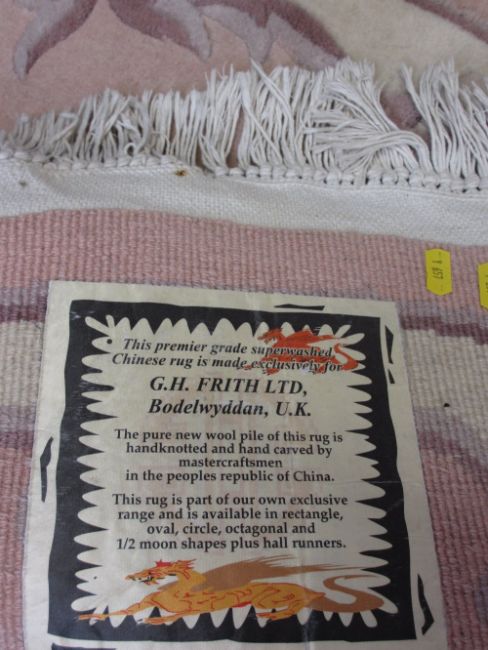 This premier grade superwashed
Chinese rug is made exclusively for
G.H. FRITH LTD,
Bodelwyddan, U.K.
The pure new wool pile of this rug is
handknotted and hand carved by
mastercraftsmen
in the peoples republic of China.
This rug is part of our own exclusive
range and is available in rectangle,
oval, circle, octagonal and
1/2 moon shapes plus hall runners.